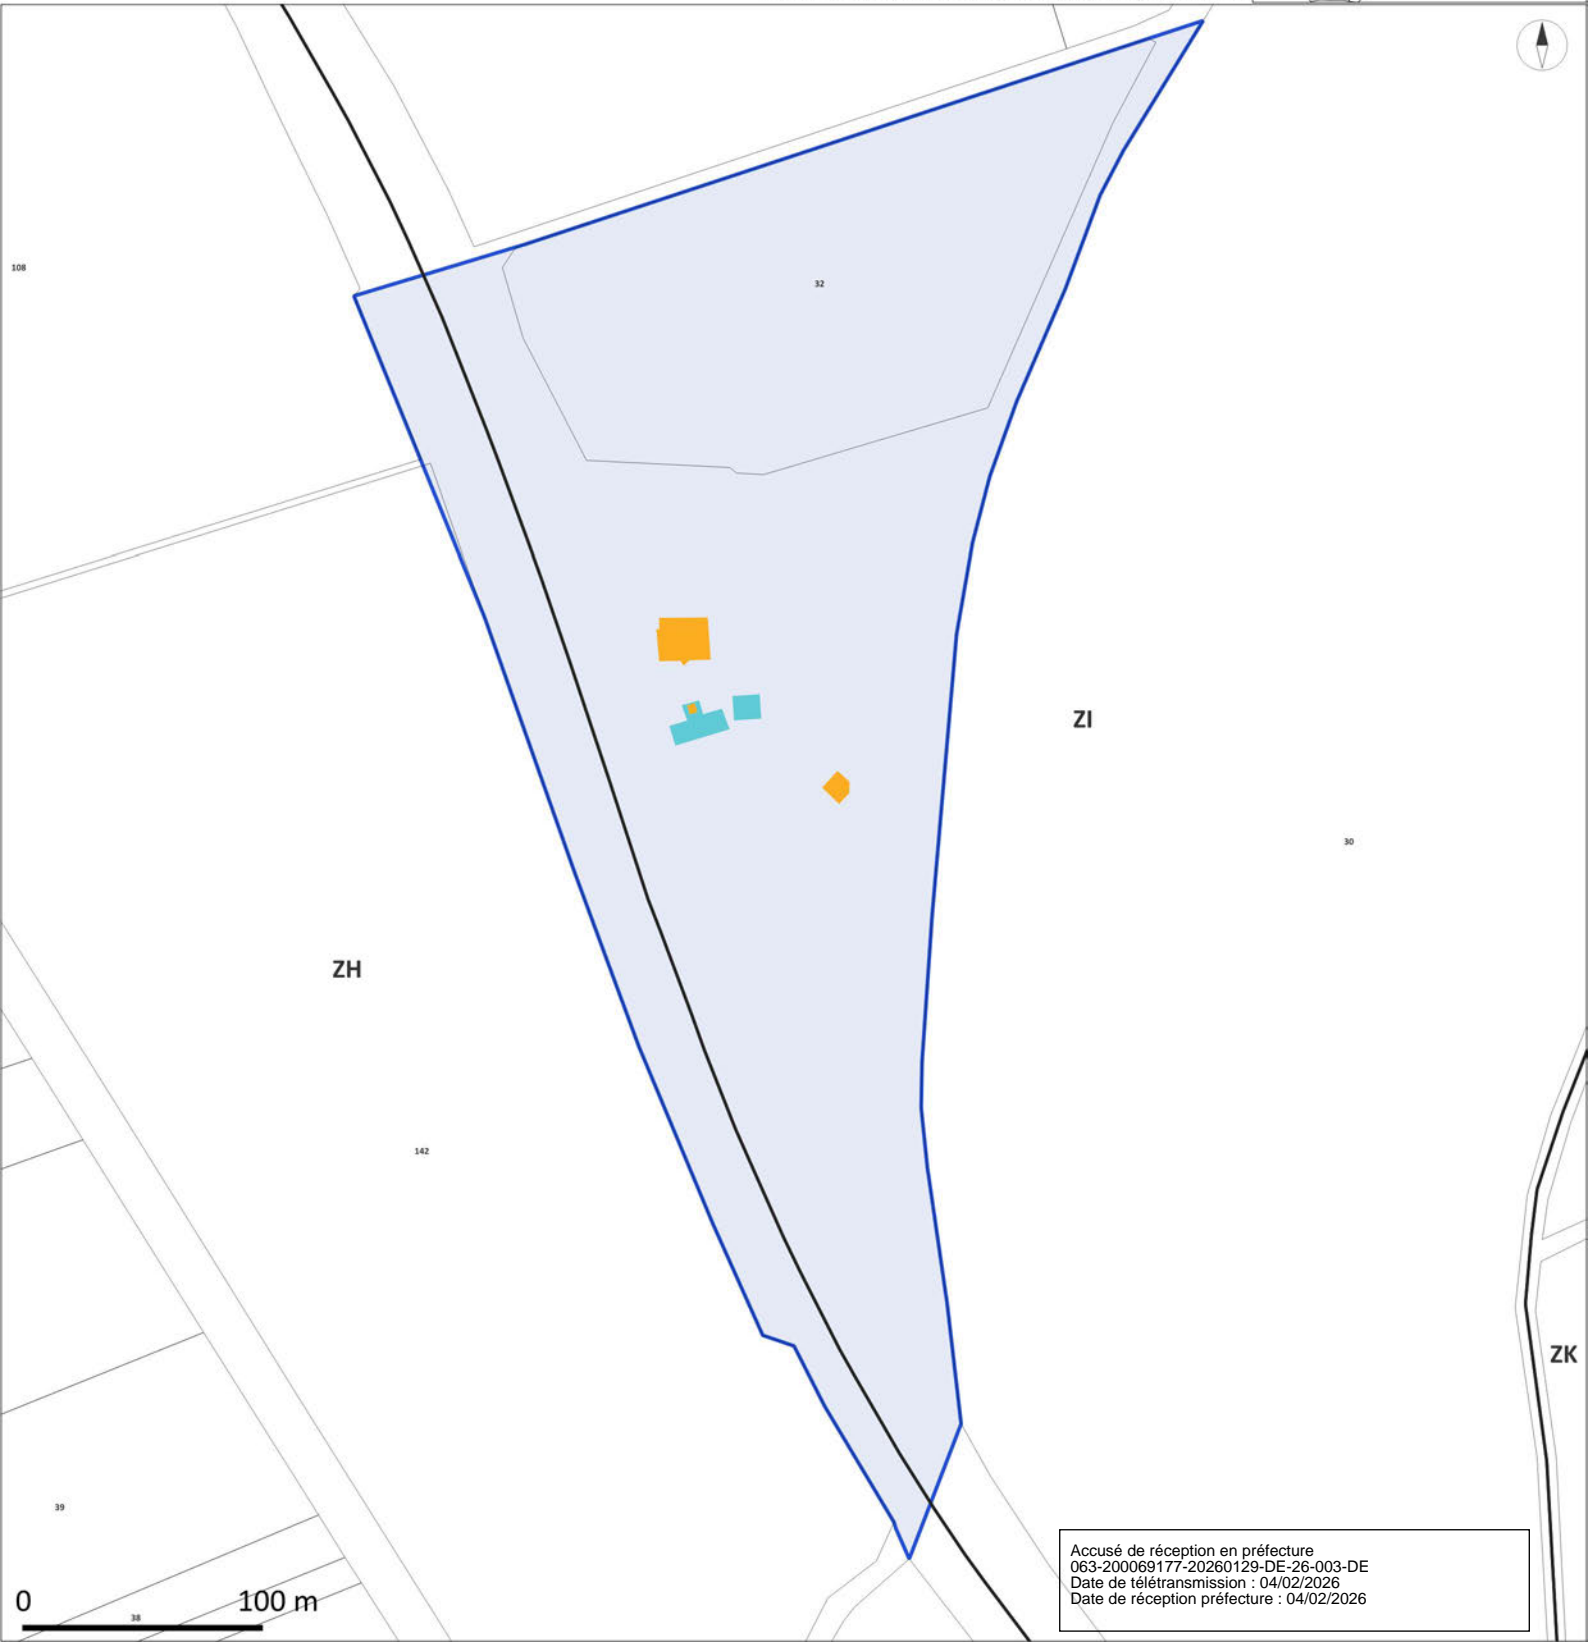 108
32
ZI
30
ZH
142
ZK
39
0 100 m
38
Accusé de réception en préfecture
063-200069177-20260129-DE-26-003-DE
Date de télétransmission : 04/02/2026
Date de réception préfecture : 04/02/2026